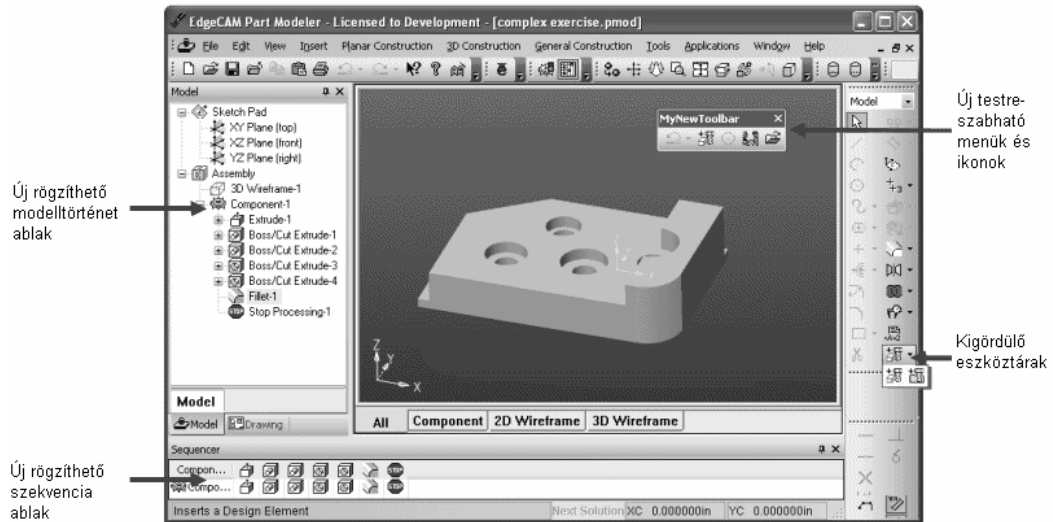 EdgeCAM Part Modeler - Licensed to Development - [complex exercise.pmod]
File Edit View Insert Planar Construction 3D Construction General Construction Tools Applications Window Help
Model
Sketch Pad
XY Plane (top)
XZ Plane (front)
YZ Plane (right)
Assembly
3D Wireframe-1
Component-1
Extrude-1
Boss/Cut Extrude-1
Boss/Cut Extrude-2
Boss/Cut Extrude-3
Boss/Cut Extrude-4
Fillet-1
Stop Processing-1
Model
Model Drawing
MyNewToolbar
Z
Y
X
All Component 2D Wireframe 3D Wireframe
Model
Sequencer
Compon...
Compo...
Inserts a Design Element Next Solution XC 0.000000in YC 0.000000in
Új rögzíthető
modelltörténet
ablak
Új rögzíthető
szekvencia
ablak
Új testre-
szabható
menük és
ikonok
Kigördülő
eszköztárak